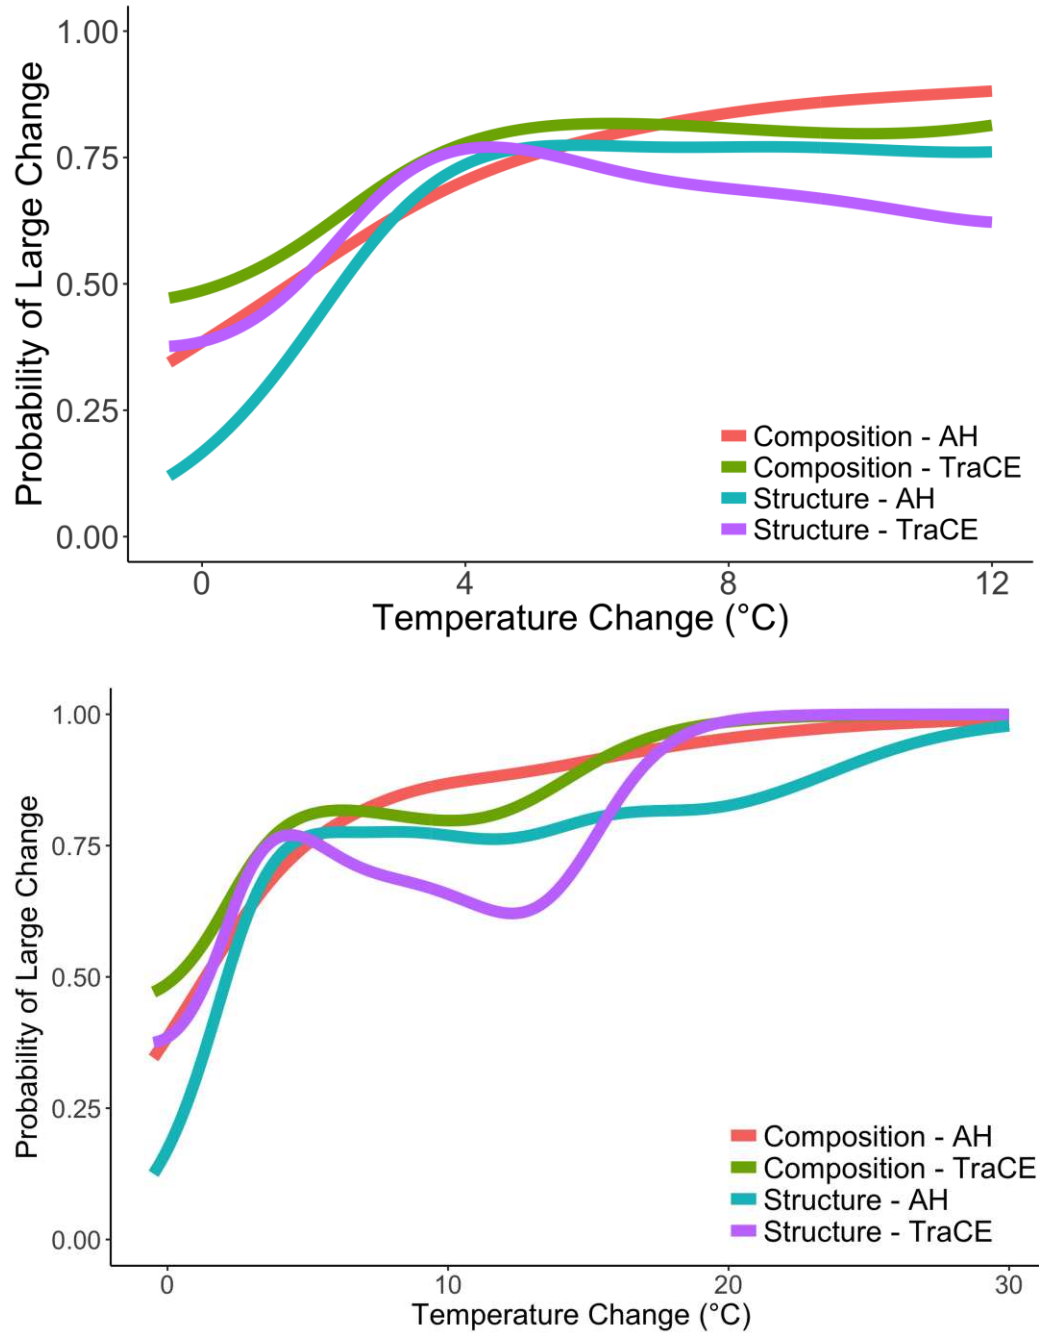 Probability of Large Change
1.00
0.75
0.50
0.25
0.00
Composition - AH
Composition - TraCE
Structure - AH
Structure - TraCE
0 4 8 12
Temperature Change (°C)
Probability of Large Change
1.00
0.75
0.50
0.25
0.00
Composition - AH
Composition - TraCE
Structure - AH
Structure - TraCE
0 10 20 30
Temperature Change (°C)